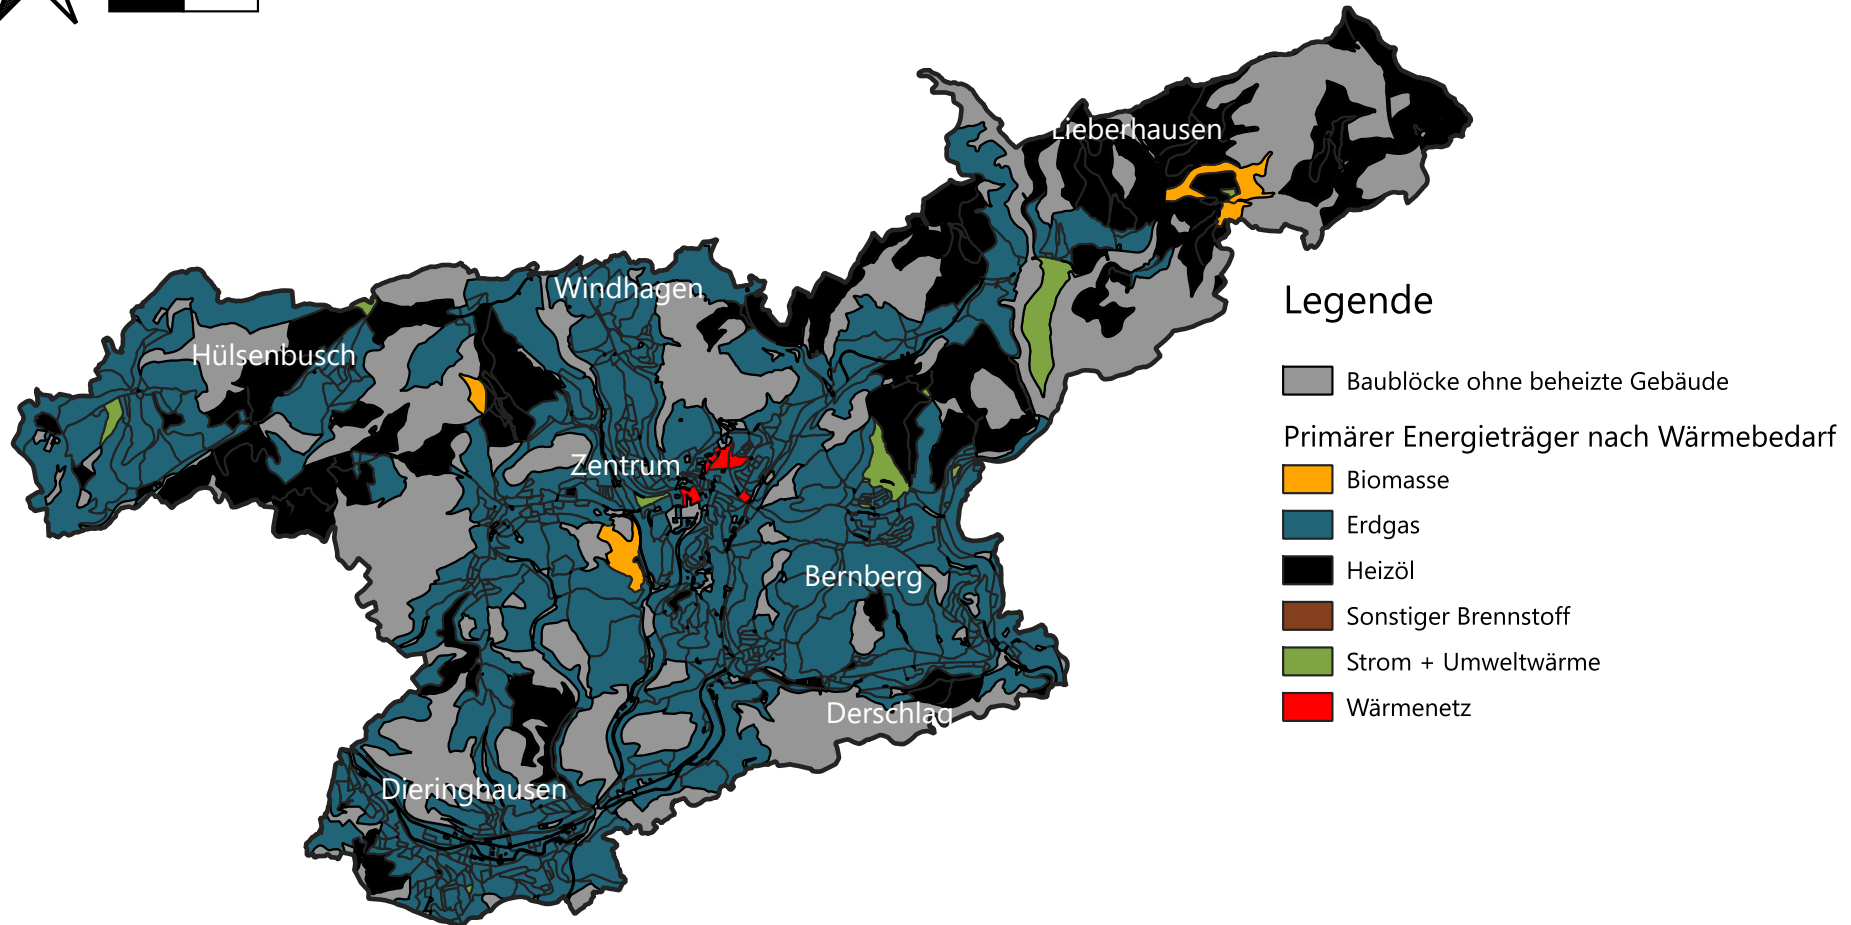 Lieberhausen
Windhagen
Hülsenbusch
Zentrum
Bernberg
Derschlag
Dieringhausen
Legende
Baublöcke ohne beheizte Gebäude
Primärer Energieträger nach Wärmebedarf
Biomasse
Erdgas
Heizöl
Sonstiger Brennstoff
Strom + Umweltwärme
Wärmenetz